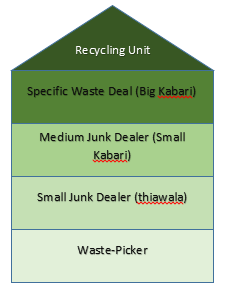 Recycling Unit
Specific Waste Deal (Big Kabari)
Medium Junk Dealer (Small
Kabari)
Small Junk Dealer (thiawala)
Waste-Picker